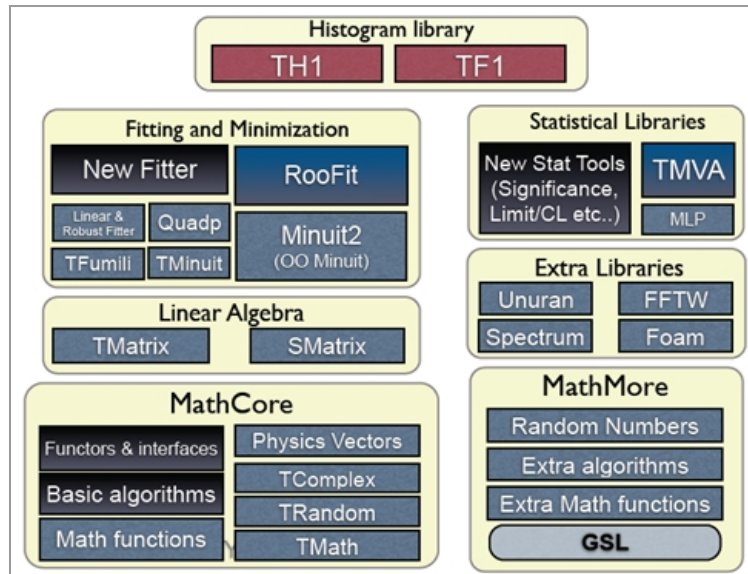 Histogram library
TH1
TF1
Fitting and Minimization
New Fitter
RooFit
Linear &
Robust Fitter
Quadp
TFumili
TMinuit
Minuit2
(OO Minuit)
Statistical Libraries
New Stat Tools
(Significance,
Limit/CL etc..)
TMVA
MLP
Extra Libraries
Unuran
FFTW
Spectrum
Foam
Linear Algebra
TMatrix
SMatrix
MathCore
Functors & interfaces
Basic algorithms
Math functions
Physics Vectors
TComplex
TRandom
TMath
MathMore
Random Numbers
Extra algorithms
Extra Math functions
GSL